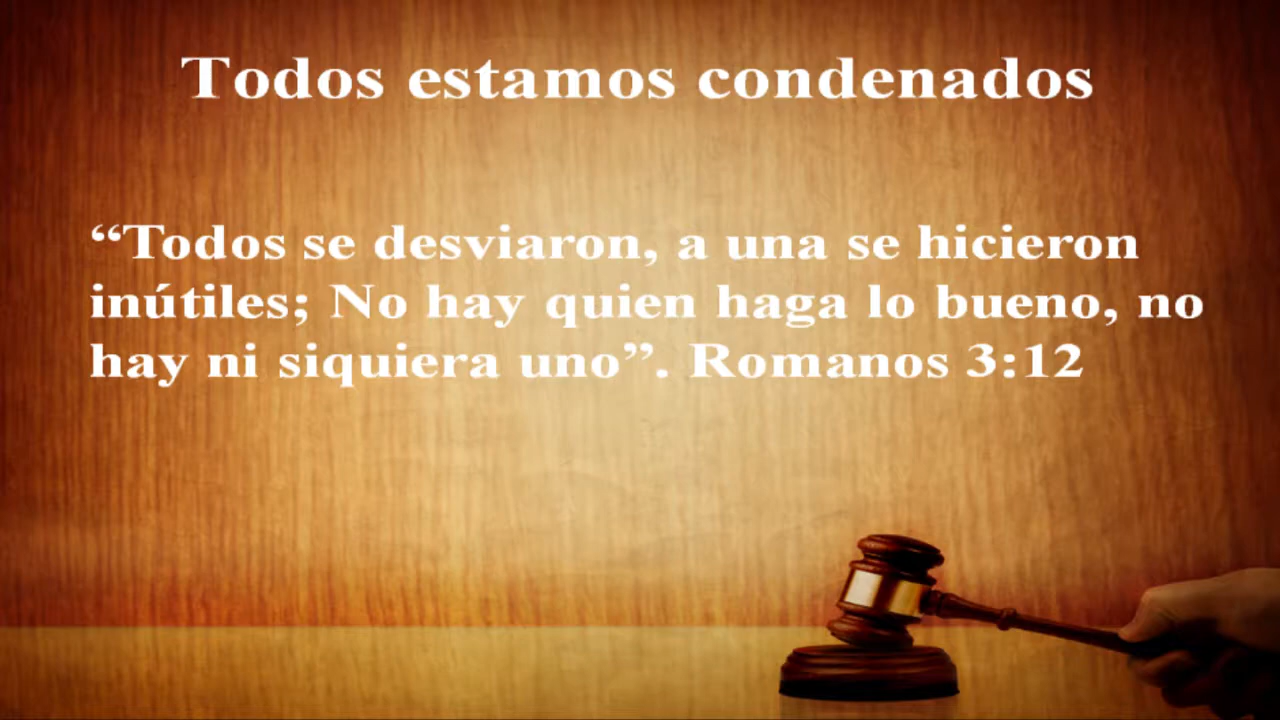 Todos estamos condenados
“Todos se desviaron, a una se hicieron
inútiles; No hay quien haga lo bueno, no
hay ni siquiera uno”. Romanos 3:12